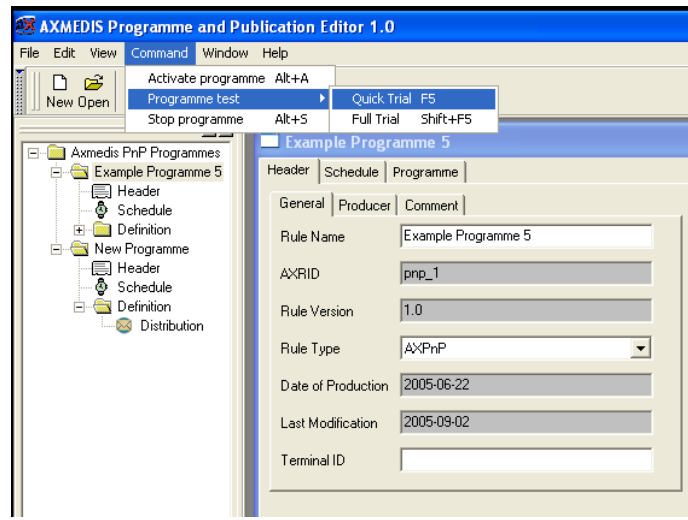 AXMEDIS Programme and Publication Editor 1.0
File Edit View Command Window Help
New Open
Activate programme Alt+A
Programme test
Stop programme Alt+S
Quick Trial F5
Full Trial Shift+F5
Axmedis PnP Programmes
Example Programme 5
Header
Schedule
Definition
New Programme
Header
Schedule
Definition
Distribution
Example Programme 5
Header Schedule Programme
General Producer Comment
Rule Name Example Programme 5
AXRID pnp_1
Rule Version 1.0
Rule Type AXPnP
Date of Production 2005-06-22
Last Modification 2005-09-02
Terminal ID